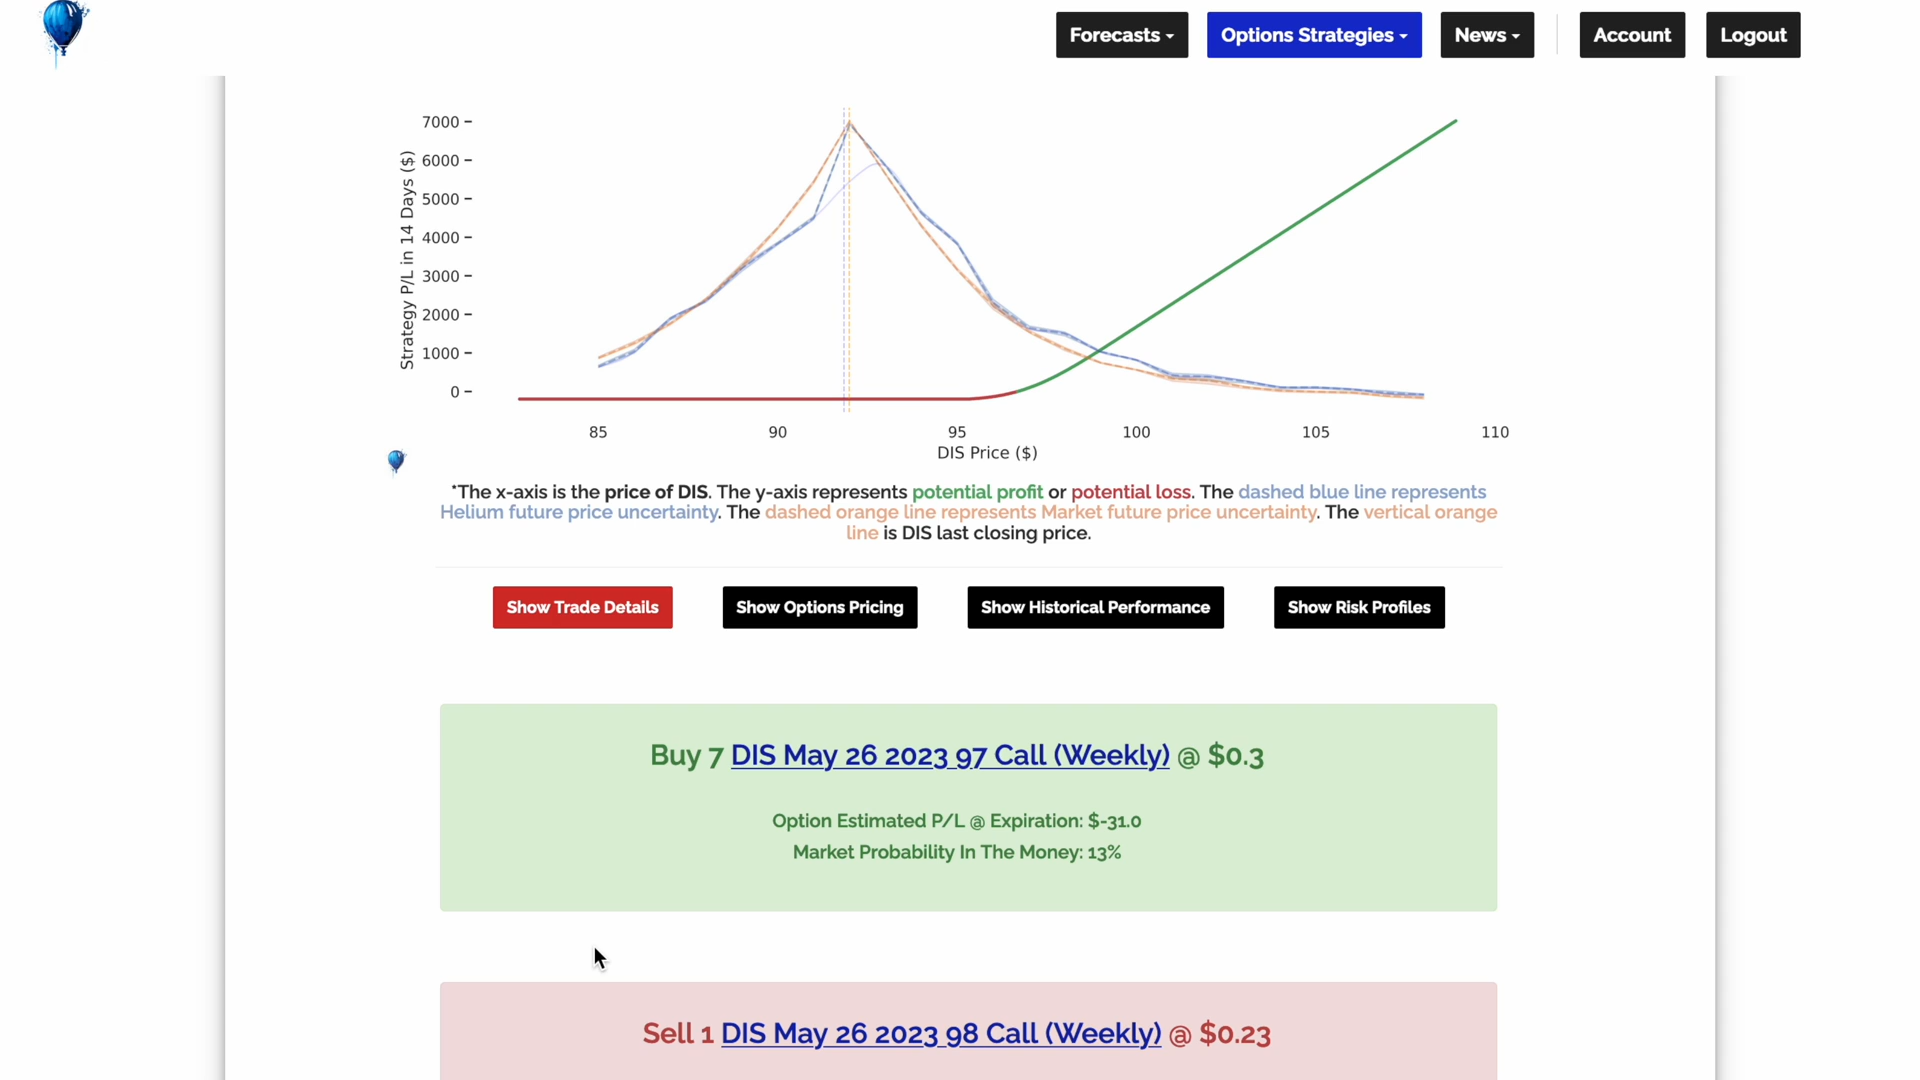 Forecasts
Options Strategies
News
Account
Logout
7000
6000
5000
4000
3000
2000
1000
0
Strategy P/L in 14 Days ($)
85 90 95 100 105 110
DIS Price ($)
*The x-axis is the price of DIS. The y-axis represents potential profit or potential loss. The dashed blue line represents
Helium future price uncertainty. The dashed orange line represents Market future price uncertainty. The vertical orange
line is DIS last closing price.
Show Trade Details
Show Options Pricing
Show Historical Performance
Show Risk Profiles
Buy 7 DIS May 26 2023 97 Call (Weekly) @ $0.3
Option Estimated P/L @ Expiration: $-31.0
Market Probability In The Money: 13%
Sell 1 DIS May 26 2023 98 Call (Weekly) @ $0.23